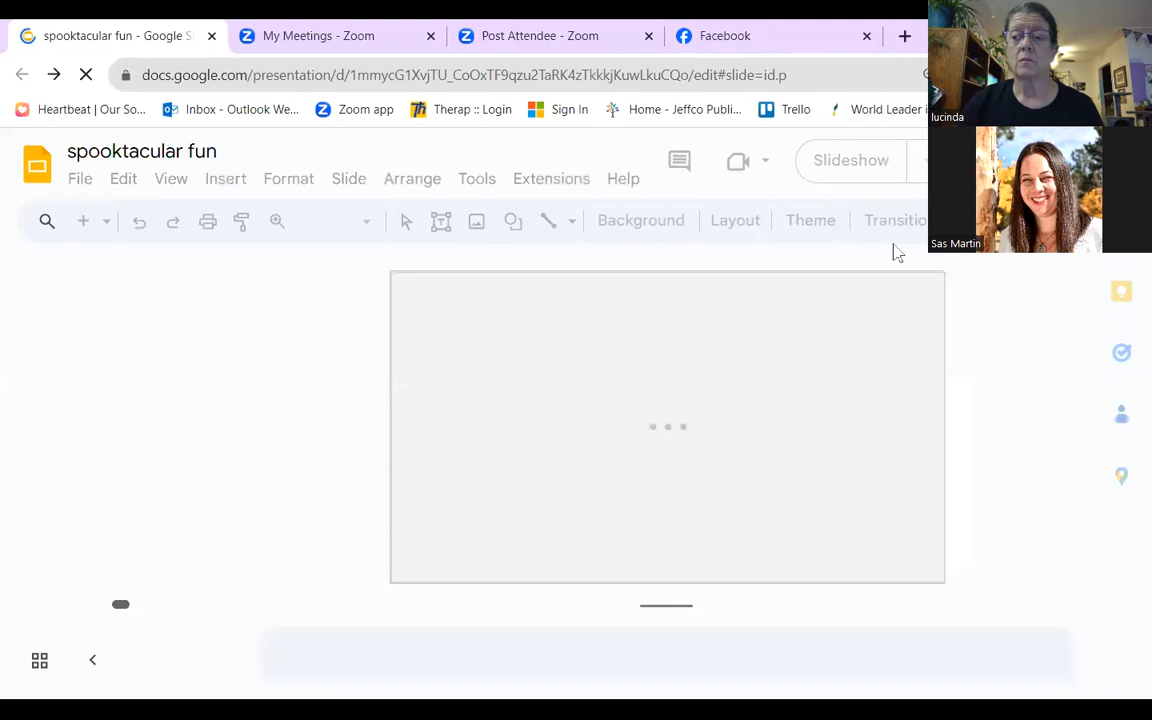 spooktacular fun - Google S
My Meetings - Zoom
Post Attendee - Zoom
Facebook
docs.google.com/presentation/d/1mmycG1XvjTU_CoOxTF9qzu2TaRK4zTkkkjKuwLkuCQo/edit#slide=id.p
Heartbeat | Our So...
Inbox - Outlook We...
Zoom app
Therap :: Login
Sign In
Home - Jeffco Publi...
Trello
World Leader i
lucinda
spooktacular fun
Slideshow
File Edit View Insert Format Slide Arrange Tools Extensions Help
Background Layout Theme Transitio
Sas Martin